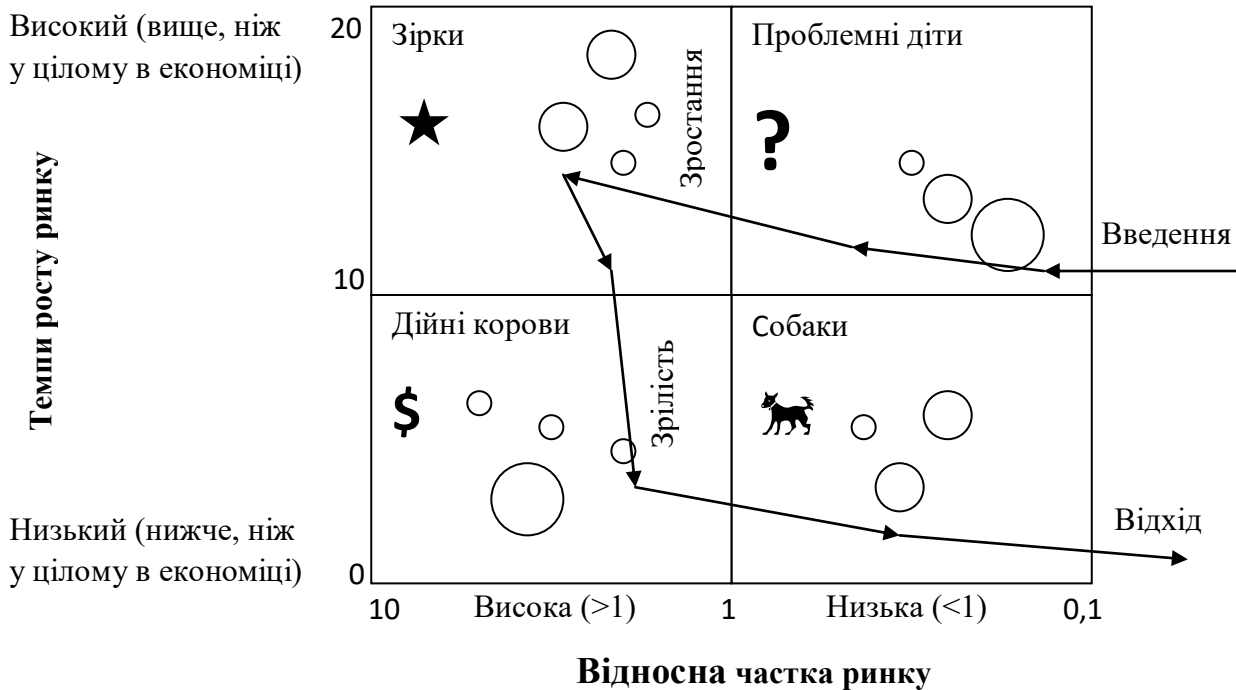 Високий (вище, ніж
у цілому в економіці)
20
Зірки
Проблемні діти
Зростання
?
Введення
Темпи росту ринку
10
Дійні корови
Собаки
$
Зрілість
Низький (нижче, ніж
у цілому в економіці)
Відхід
0
10
Висока (>1)
1
Низька (<1)
0,1
Відносна частка ринку